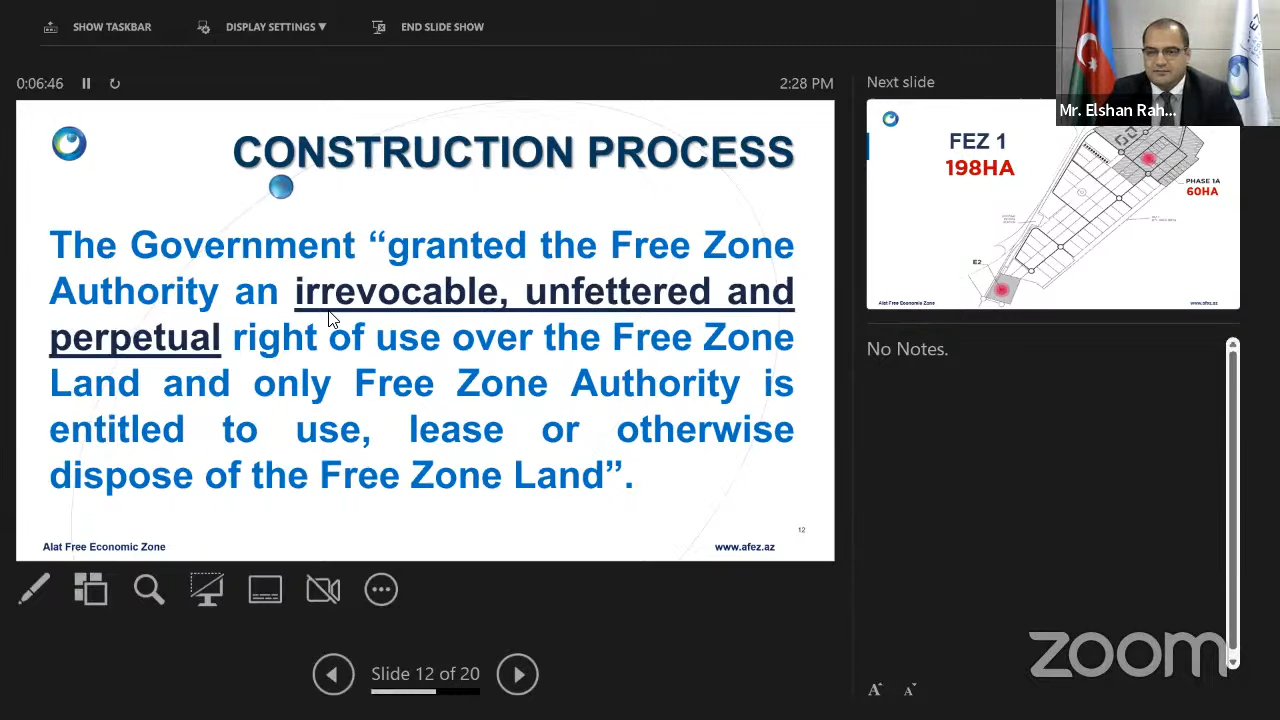 SHOW TASKBAR
DISPLAY SETTINGS ▼
END SLIDE SHOW
0:06:46
2:28 PM
Next slide
Mr. Elshan Rah...
CONSTRUCTION PROCESS
The Government “granted the Free Zone
Authority an irrevocable, unfettered and
perpetual right of use over the Free Zone
Land and only Free Zone Authority is
entitled to use, lease or otherwise
dispose of the Free Zone Land”.
12
Alat Free Economic Zone
www.afez.az
FEZ 1
198HA
PHASE 1A
60HA
E2
Alat Free Economic Zone
www.afez.az
No Notes.
Slide 12 of 20
A A
zoom